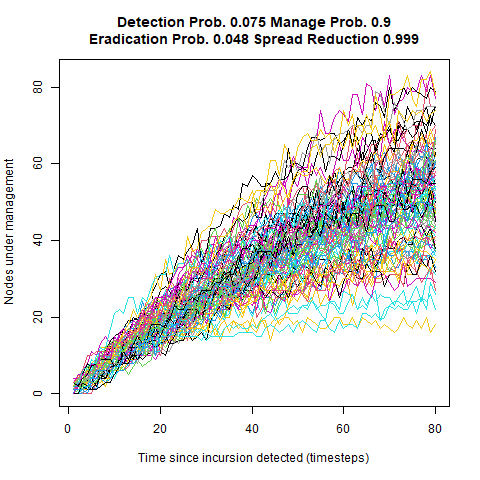 Detection Prob. 0.075 Manage Prob. 0.9
Eradication Prob. 0.048 Spread Reduction 0.999
Nodes under management
80
60
40
20
0
0 20 40 60 80
Time since incursion detected (timesteps)